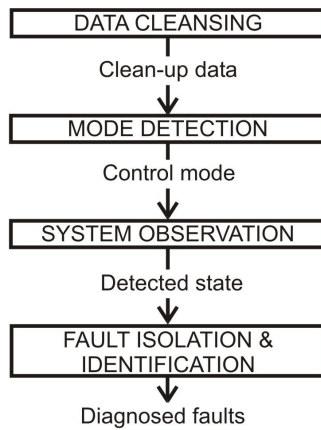 DATA CLEANSING
Clean-up data
MODE DETECTION
Control mode
SYSTEM OBSERVATION
Detected state
FAULT ISOLATION &
IDENTIFICATION
Diagnosed faults